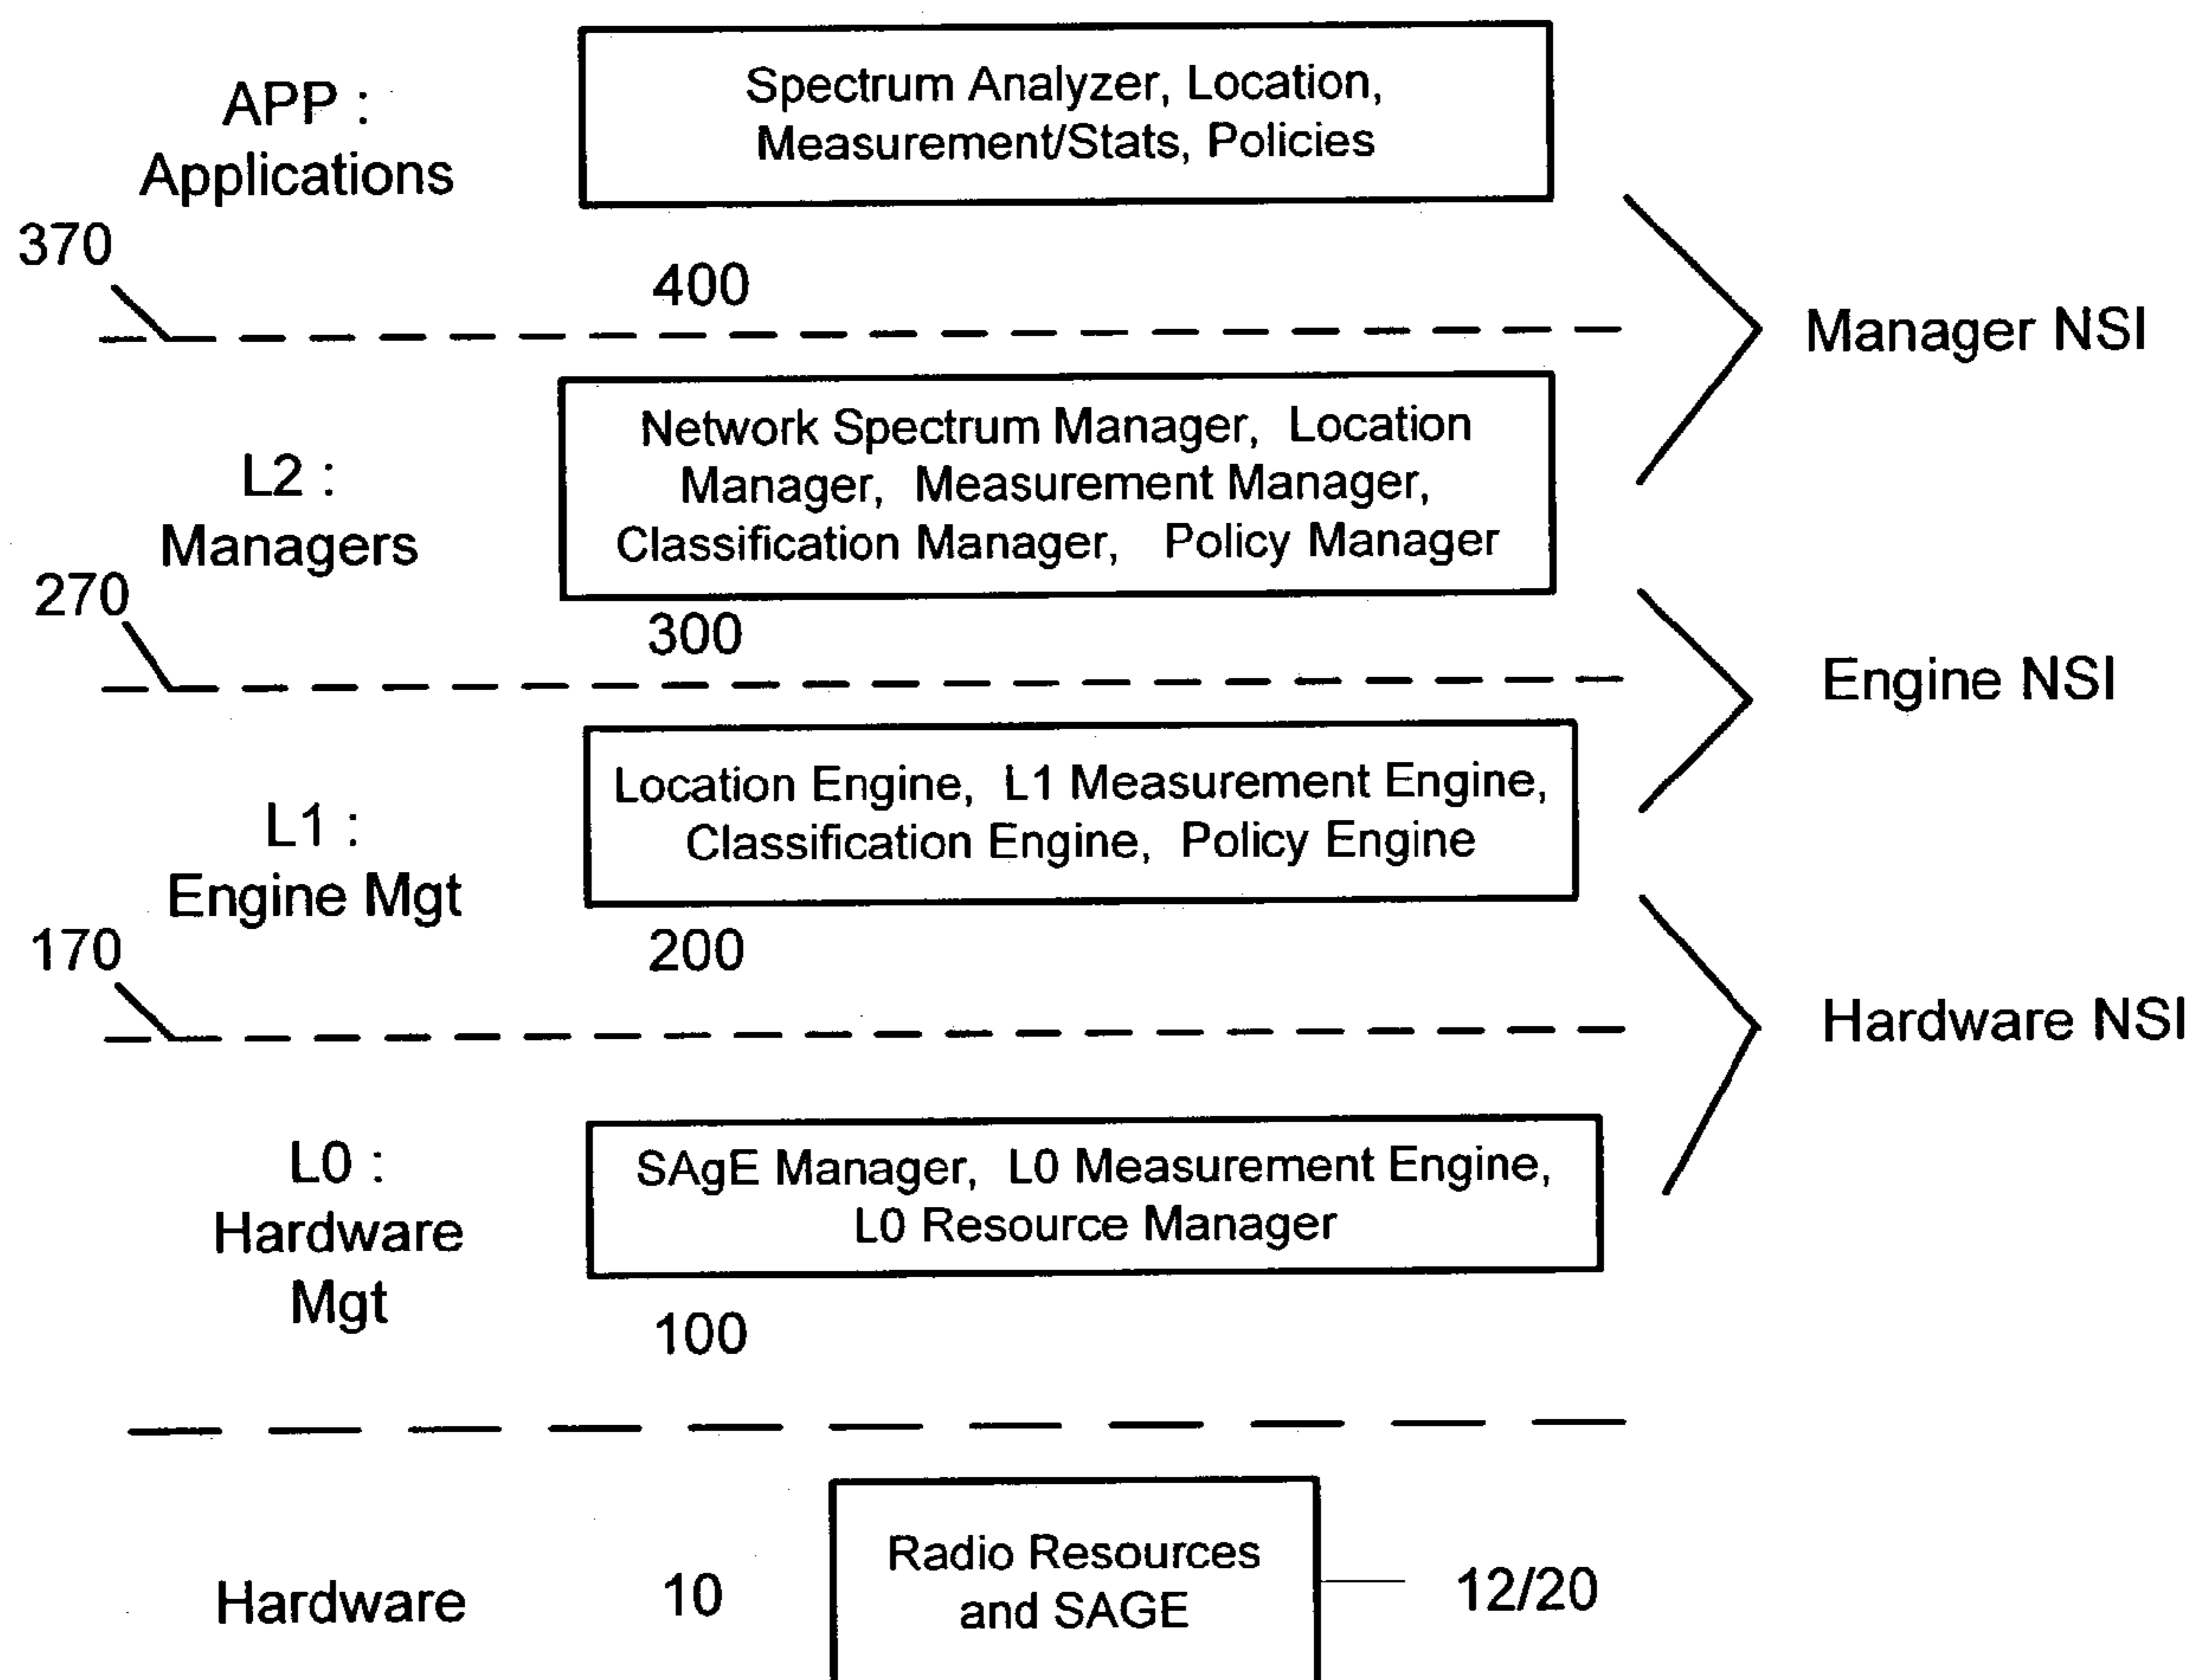 APP :
Applications
Spectrum Analyzer, Location,
Measurement/Stats, Policies
370
400
Manager NSI
L2 :
Managers
Network Spectrum Manager, Location
Manager, Measurement Manager,
Classification Manager, Policy Manager
270
300
Engine NSI
L1 :
Engine Mgt
Location Engine, L1 Measurement Engine,
Classification Engine, Policy Engine
170
200
Hardware NSI
L0 :
Hardware
Mgt
SAgE Manager, L0 Measurement Engine,
L0 Resource Manager
100
Hardware
10
Radio Resources
and SAGE
12/20